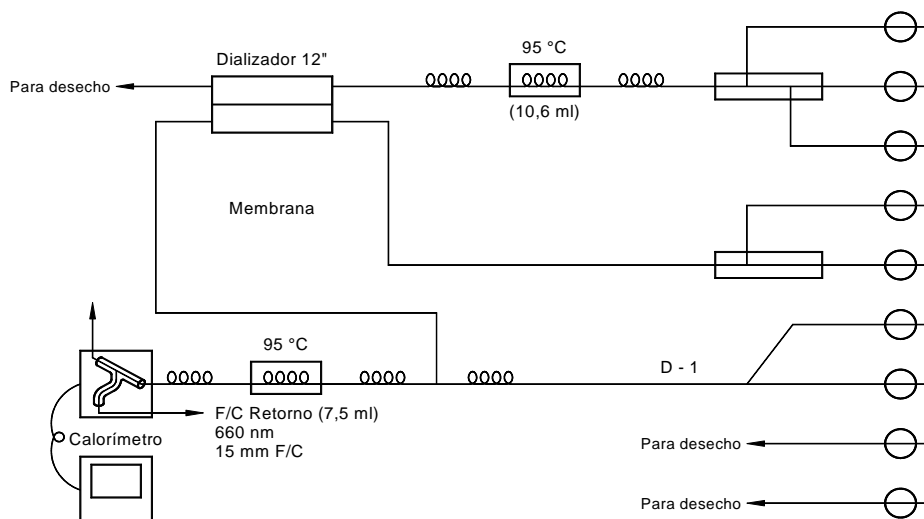 95 °C
Dializador 12"
Para desecho
(10,6 ml)
Membrana
95 °C
D - 1
F/C Retorno (7,5 ml)
660 nm
15 mm F/C
Calorímetro
Para desecho
Para desecho